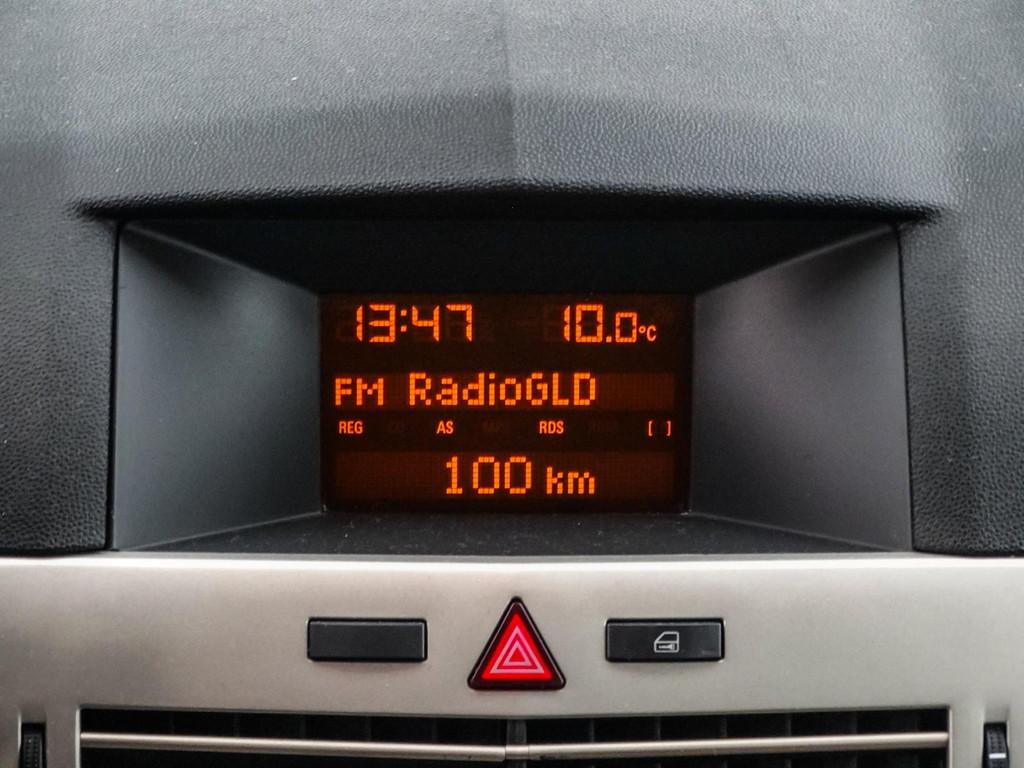 13:47 10.0°C
FM RadioGLD
REG AS RDS [ ]
100 km